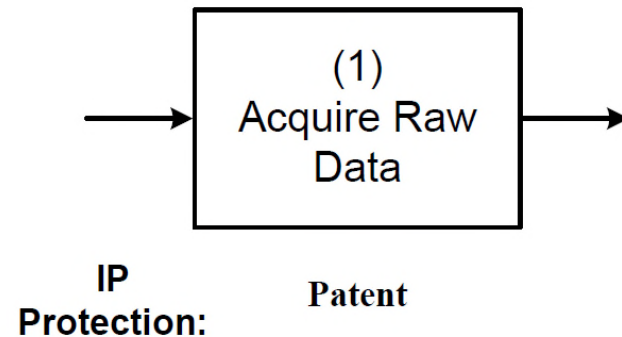 (1)
Acquire Raw
Data
IP
Protection:
Patent